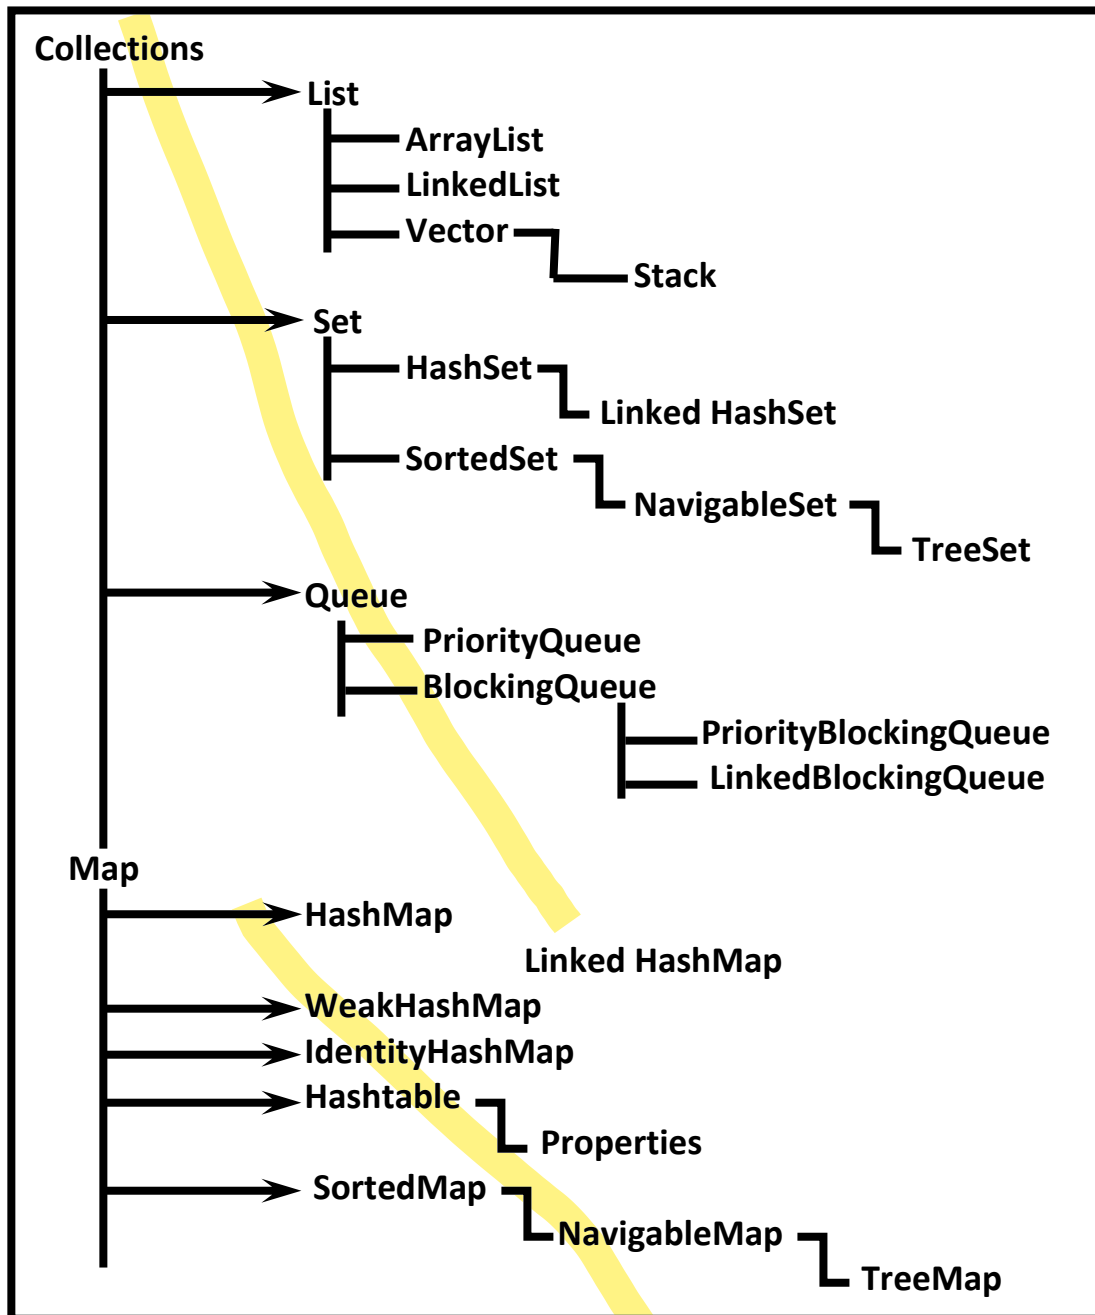 Collections
List
ArrayList
LinkedList
Vector
Stack
Set
HashSet
Linked HashSet
SortedSet
NavigableSet
TreeSet
Queue
PriorityQueue
BlockingQueue
PriorityBlockingQueue
LinkedBlockingQueue
Map
HashMap
Linked HashMap
WeakHashMap
IdentityHashMap
Hashtable
Properties
SortedMap
NavigableMap
TreeMap